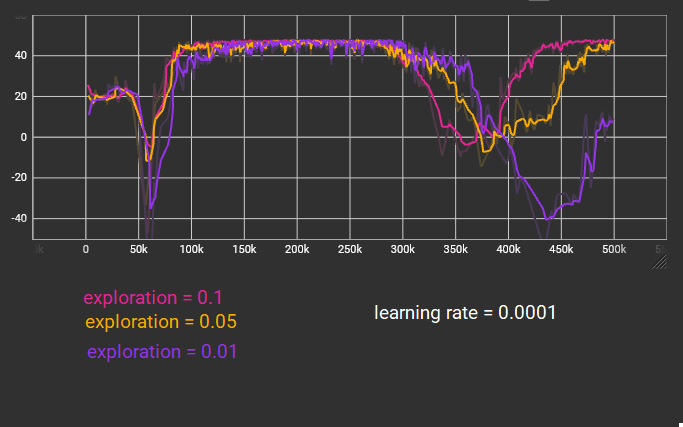 40
20
0
-20
-40
0 50k 100k 150k 200k 250k 300k 350k 400k 450k 500k
exploration = 0.1
exploration = 0.05
exploration = 0.01
learning rate = 0.0001